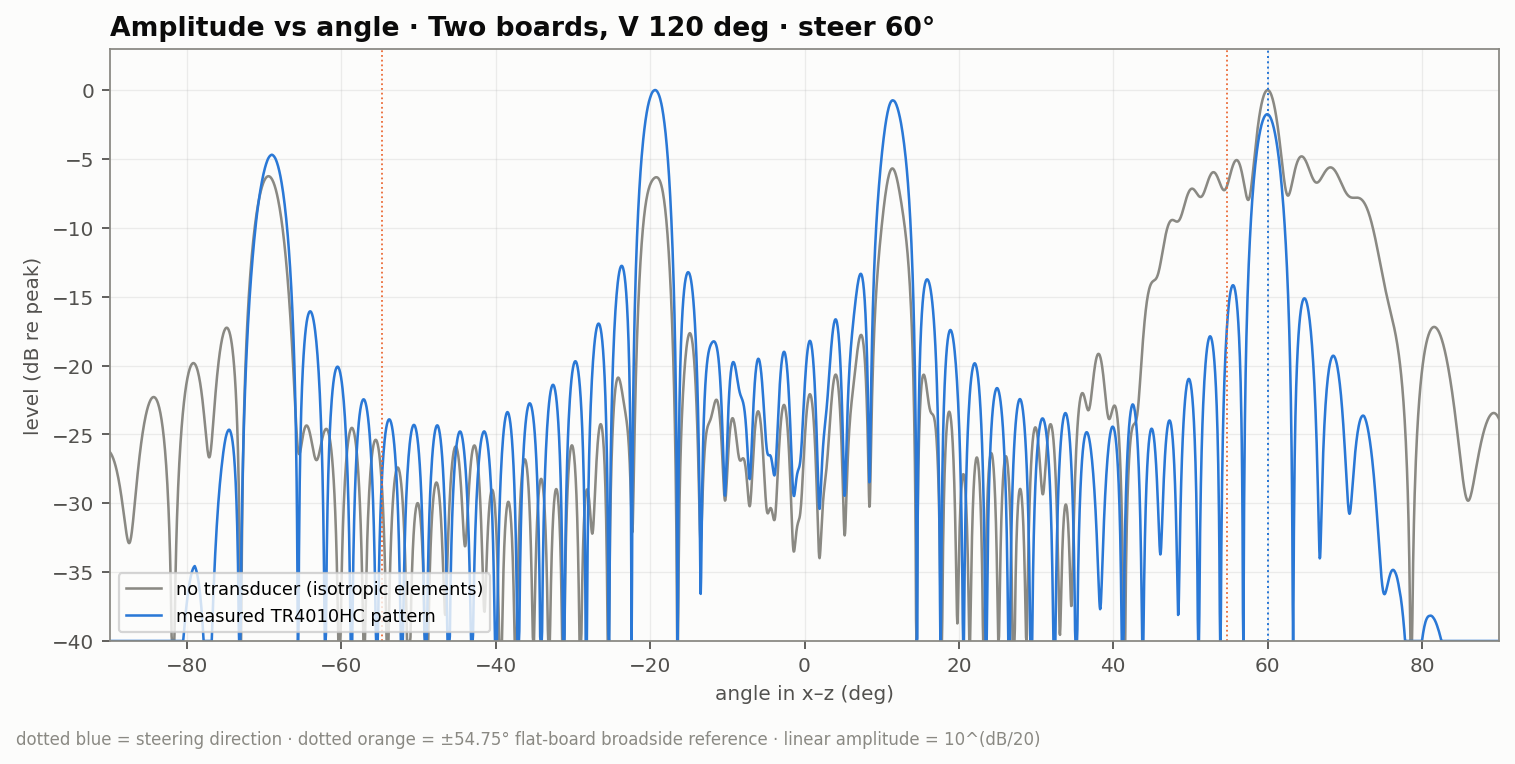 Amplitude vs angle · Two boards, V 120 deg · steer 60°
level (dB re peak)
0
−5
−10
−15
−20
−25
−30
−35
−40
no transducer (isotropic elements)
measured TR4010HC pattern
−80 −60 −40 −20 0 20 40 60 80
angle in x–z (deg)
dotted blue = steering direction · dotted orange = ±54.75° flat-board broadside reference · linear amplitude = 10^(dB/20)